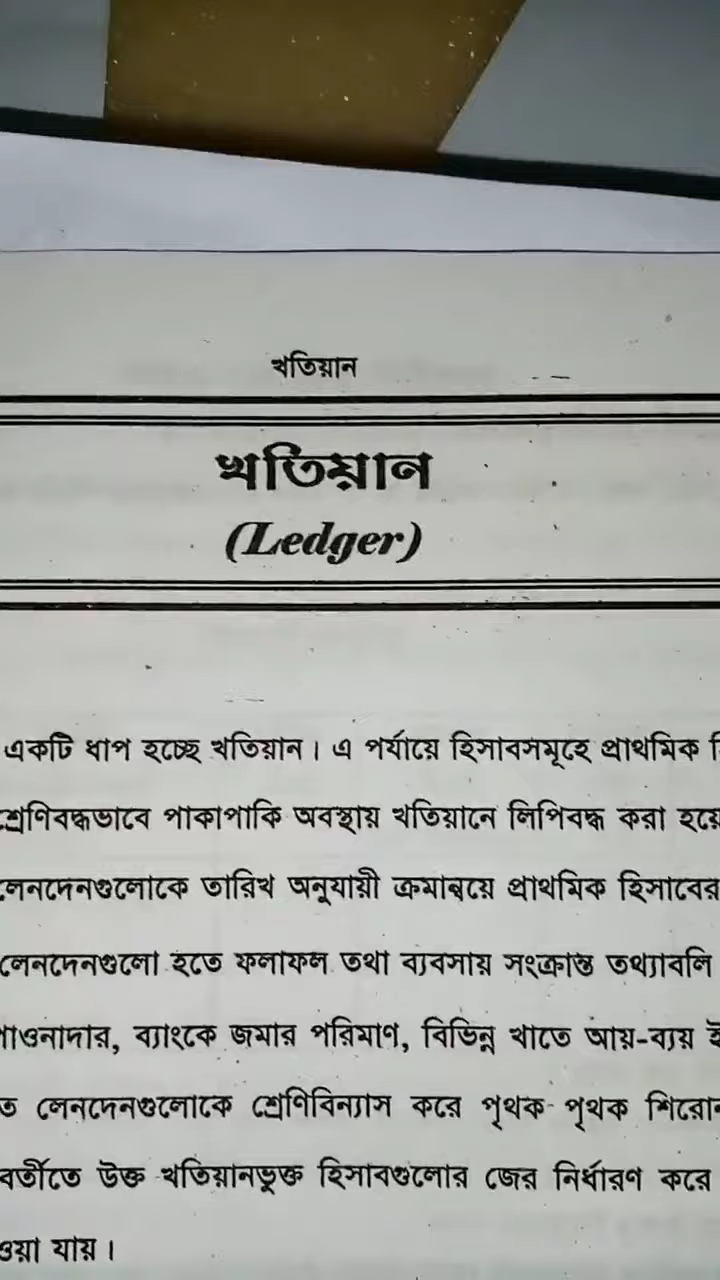 খতিয়ান
খতিয়ান
(Ledger)
একটি ধাপ হচ্ছে খতিয়ান। এ পর্যায়ে হিসাবসমূহে প্রাথমিক
শ্রেণিবদ্ধভাবে পাকাপাকি অবস্থায় খতিয়ানে লিপিবদ্ধ করা
লেনদেনগুলোকে তারিখ অনুযায়ী ক্রমান্বয়ে প্রাথমিক হিসাবের
লেনদেনগুলো হতে ফলাফল তথা ব্যবসায় সংক্রান্ত তথ্যাবলি
ব্যাংকে জমার পরিমাণ, বিভিন্ন খাতে আয়-ব্যয়
লেনদেনগুলোকে শ্রেণিবিন্যাস করে পৃথক পৃথক
উক্ত খতিয়ানভুক্ত হিসাবগুলোর জের নির্ধারণ করে
যায়।